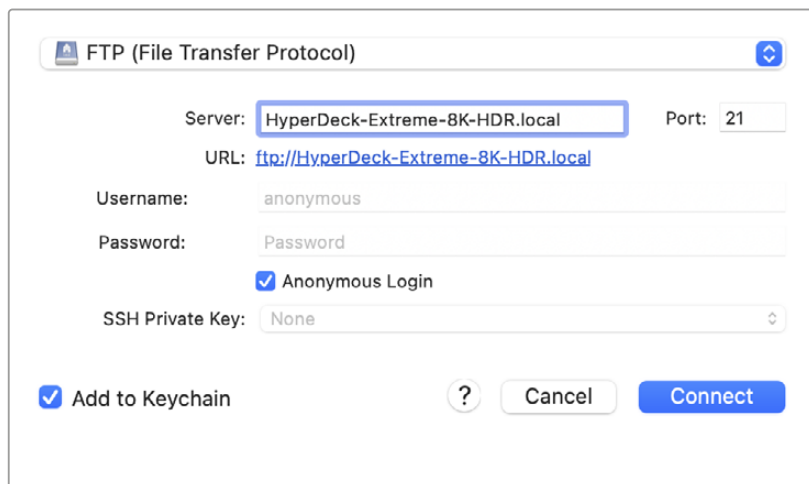 FTP (File Transfer Protocol)
Server: HyperDeck-Extreme-8K-HDR.local Port: 21
URL: ftp://HyperDeck-Extreme-8K-HDR.local
Username: anonymous
Password: Password
Anonymous Login
SSH Private Key: None
Add to Keychain ? Cancel Connect